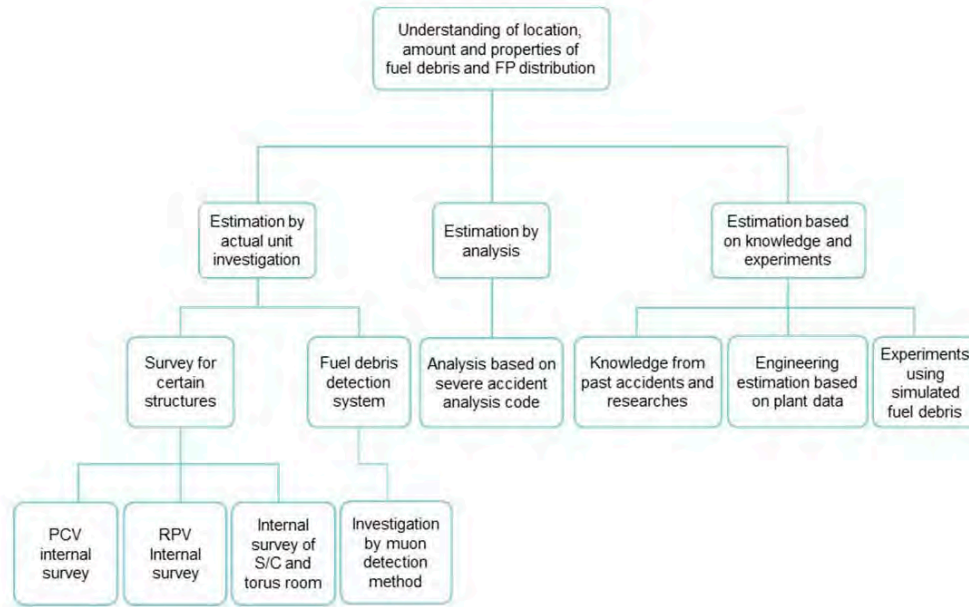 Understanding of location,
amount and properties of
fuel debris and FP distribution
Estimation by
actual unit
investigation
Estimation by
analysis
Estimation based
on knowledge and
experiments
Survey for
certain
structures
Fuel debris
detection
system
Analysis based on
severe accident
analysis code
Knowledge from
past accidents and
researches
Engineering
estimation based
on plant data
Experiments
using
simulated
fuel debris
PCV
internal
survey
RPV
Internal
survey
Internal
survey of
S/C and
torus room
Investigation
by muon
detection
method